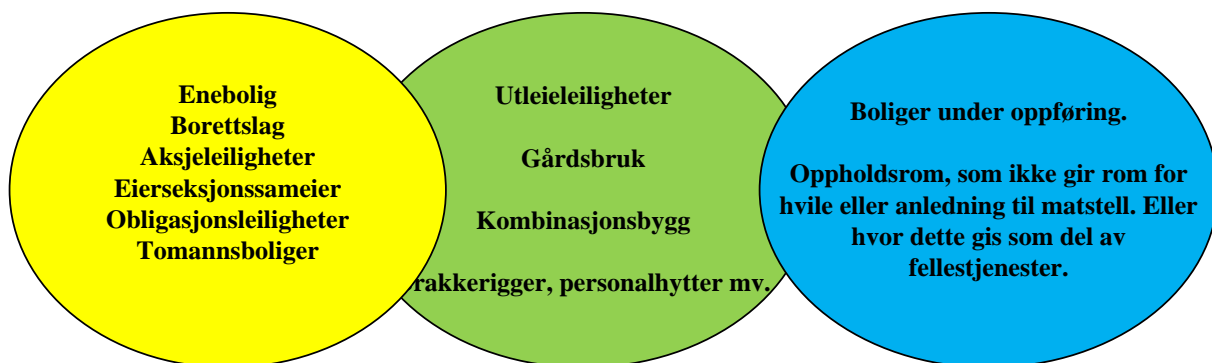 Enebolig
Borettslag
Aksjeleiligheter
Eierseksjonssameier
Obligasjonsleiligheter
Tomannsboliger
Utleieleiligheter
Gårdsbruk
Kombinasjonsbygg
rakkerigger, personalhytter mv.
Boliger under oppføring.
Oppholdsrom, som ikke gir rom for
hvile eller anledning til matstell. Eller
hvor dette gis som del av
fellestjenester.